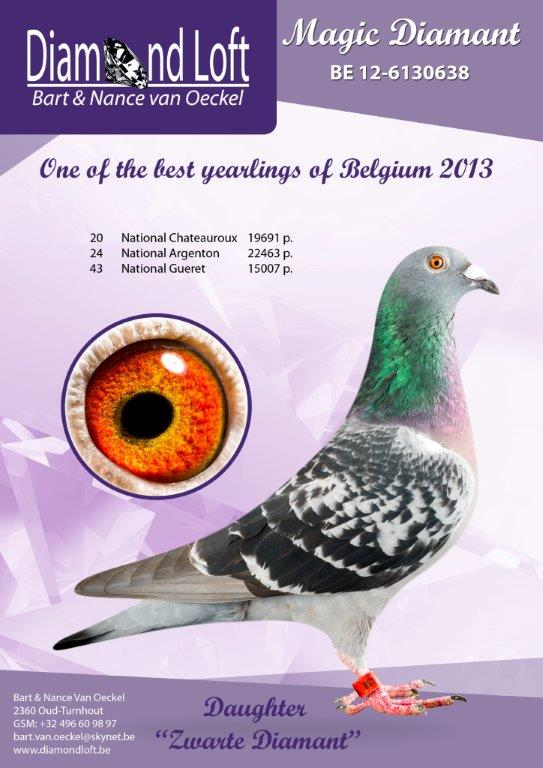 Diamond Loft
Bart & Nance van Oeckel
Magic Diamant
BE 12-6130638
One of the best yearlings of Belgium 2013
20 National Chateauroux 19691 p.
24 National Argenton 22463 p.
43 National Gueret 15007 p.
Bart & Nance Van Oeckel
2360 Oud-Turnhout
GSM: +32 496 60 98 97
bart.van.oeckel@skynet.be
www.diamondloft.be
Daughter
“Zwarte Diamant”